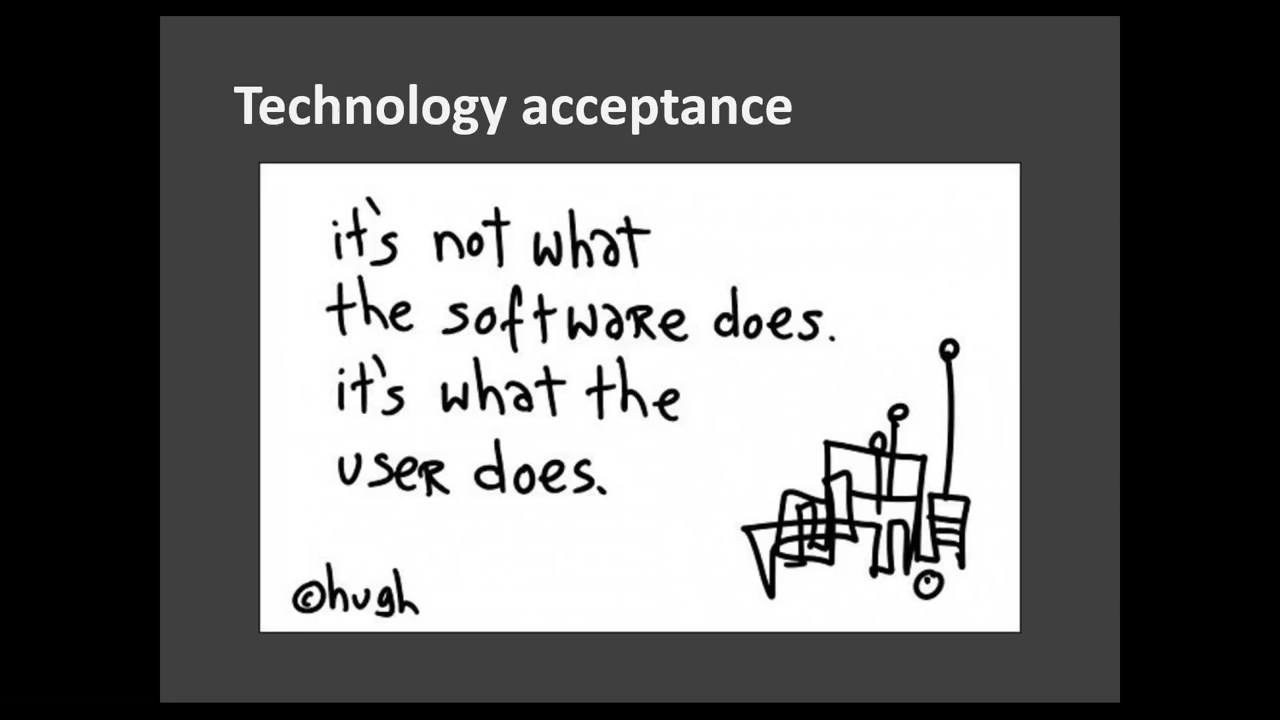 Technology acceptance
it's not what
the software does.
it's what the
user does.
©hugh